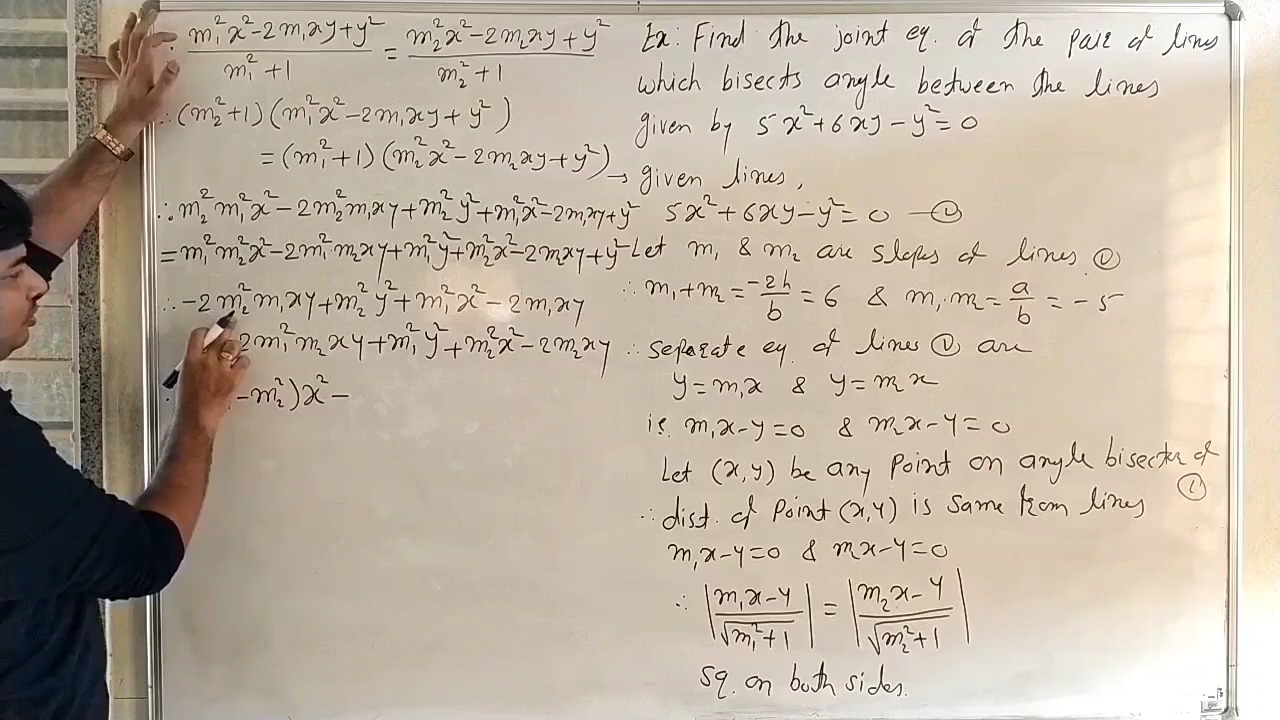 Ex: Find the joint eq. of the pair of lines
which bisects angle between the lines
given by 5x²+6xy-y²=0
→ given lines,
5x²+6xy-y²=0 —①
Let m₁ & m₂ are slopes of lines ①
∴ m₁+m₂ = -2h/b = 6 & m₁.m₂ = a/b = -5
∴ separate eq. of lines ① are
y=m₁x & y=m₂x
ie. m₁x-y=0 & m₂x-y=0
Let (x,y) be any point on angle bisector of ①
∴ dist. of point (x,y) is same from lines
m₁x-y=0 & m₂x-y=0
∴ |(m₁x-y)/√(m₁²+1)| = |(m₂x-y)/√(m₂²+1)|
sq. on both sides.
∴ (m₁²x²-2m₁xy+y²)/(m₁²+1) = (m₂²x²-2m₂xy+y²)/(m₂²+1)
∴ (m₂²+1)(m₁²x²-2m₁xy+y²)
=(m₁²+1)(m₂²x²-2m₂xy+y²)
∴ m₂²m₁²x²-2m₂²m₁xy+m₂²y²+m₁²x²-2m₁xy+y²
=m₁²m₂²x²-2m₁²m₂xy+m₁²y²+m₂²x²-2m₂xy+y²
∴ -2m₂²m₁xy+m₂²y²+m₁²x²-2m₁xy
2m₁²m₂xy+m₁²y²+m₂²x²-2m₂xy
-m₂²)x²-